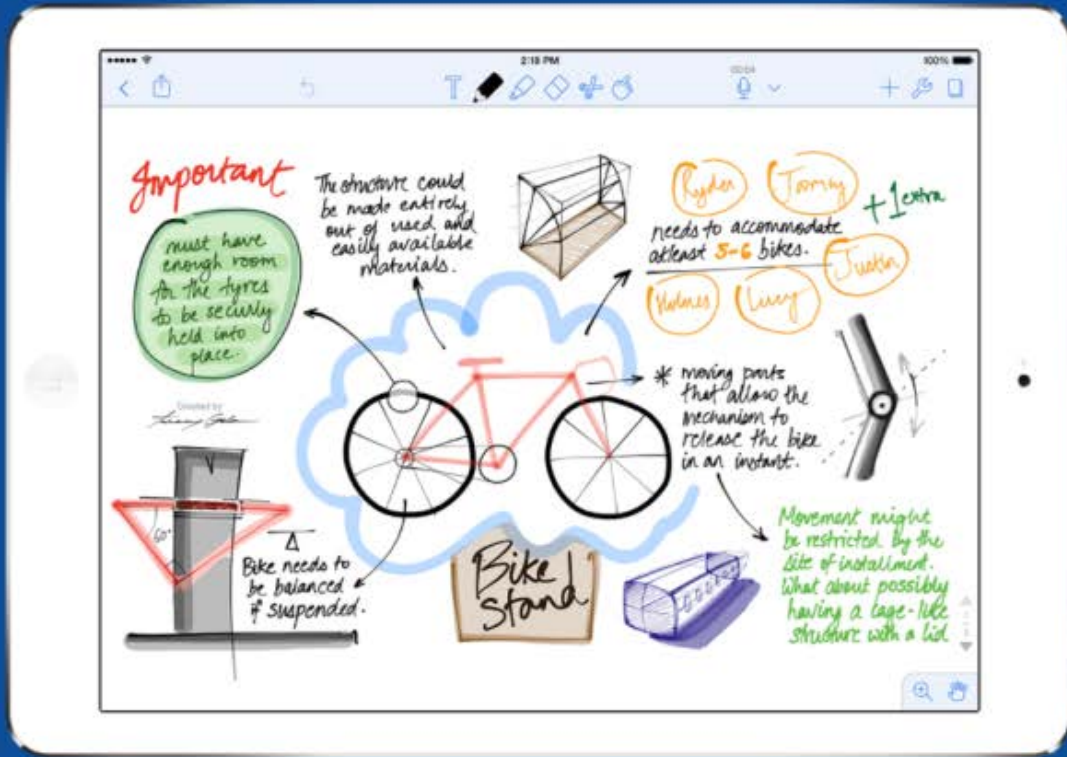 2:18 PM
100%
00:04
T
Important
must have
enough room
for the tyres
to be securly
held into
place.
The structure could
be made entirely
out of used and
easily available
materials.
Ryder
Tommy
+1 extra
needs to accommodate
atleast 5-6 bikes.
Justin
Holmes
Lucy
* moving parts
that allow the
mechanism to
release the bike
in an instant.
Created by
60°
Bike needs to
be balanced
if suspended.
Bike
stand
Movement might
be restricted by the
site of installment.
What about possibly
having a cage-like
structure with a lid